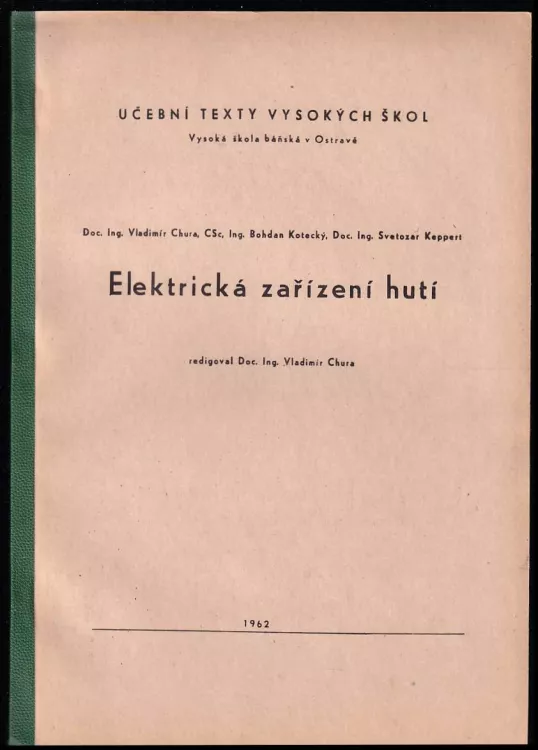 UČEBNÍ TEXTY VYSOKÝCH ŠKOL
Vysoká škola báňská v Ostravě
Doc. Ing. Vladimír Chura, CSc, Ing. Bohdan Kotecký, Doc. Ing. Svetozár Keppert
Elektrická zařízení hutí
redigoval Doc. Ing. Vladimír Chura
1962